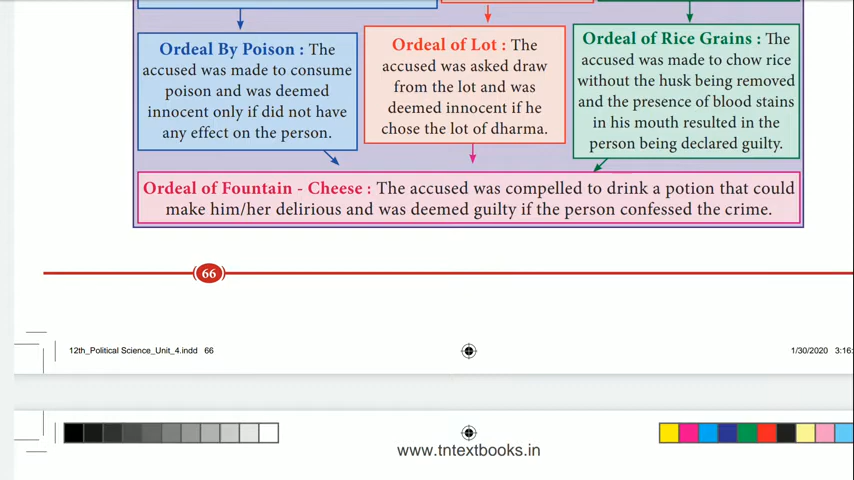 Ordeal By Poison : The
accused was made to consume
poison and was deemed
innocent only if did not have
any effect on the person.
Ordeal of Lot : The
accused was asked draw
from the lot and was
deemed innocent if he
chose the lot of dharma.
Ordeal of Rice Grains : The
accused was made to chow rice
without the husk being removed
and the presence of blood stains
in his mouth resulted in the
person being declared guilty.
Ordeal of Fountain - Cheese : The accused was compelled to drink a potion that could
make him/her delirious and was deemed guilty if the person confessed the crime.
66
12th_Political Science_Unit_4.indd 66
1/30/2020 3:16:
www.tntextbooks.in